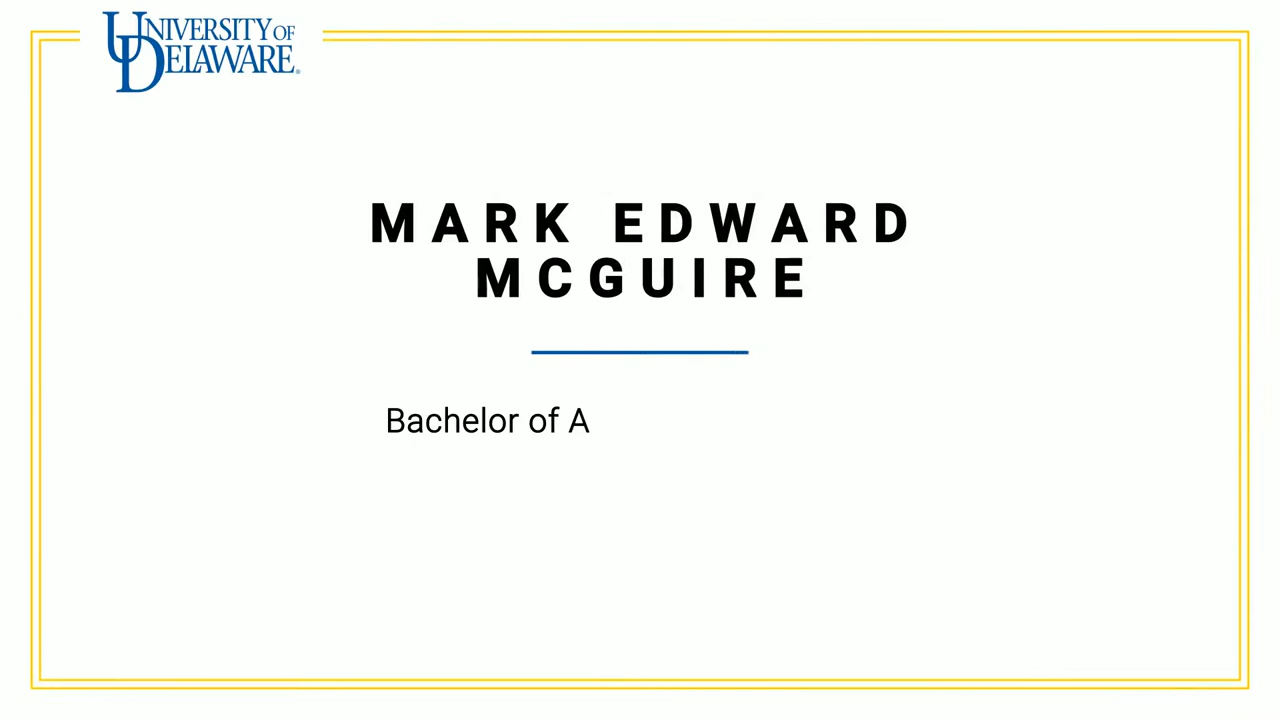 UNIVERSITY OF
DELAWARE®
MARK EDWARD
MCGUIRE
Bachelor of A